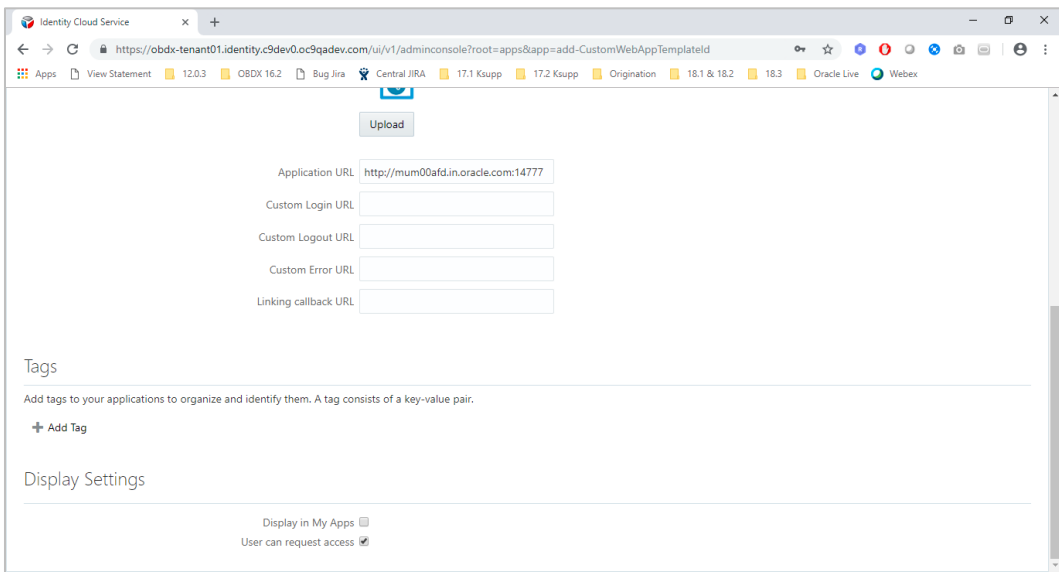 Identity Cloud Service
https://obdx-tenant01.identity.c9dev0.oc9qadev.com/ui/v1/adminconsole?root=apps&app=add-CustomWebAppTemplateId
Apps View Statement 12.0.3 OBDX 16.2 Bug Jira Central JIRA 17.1 Ksupp 17.2 Ksupp Origination 18.1 & 18.2 18.3 Oracle Live Webex
Upload
Application URL http://mum00afd.in.oracle.com:14777
Custom Login URL
Custom Logout URL
Custom Error URL
Linking callback URL
Tags
Add tags to your applications to organize and identify them. A tag consists of a key-value pair.
Add Tag
Display Settings
Display in My Apps
User can request access